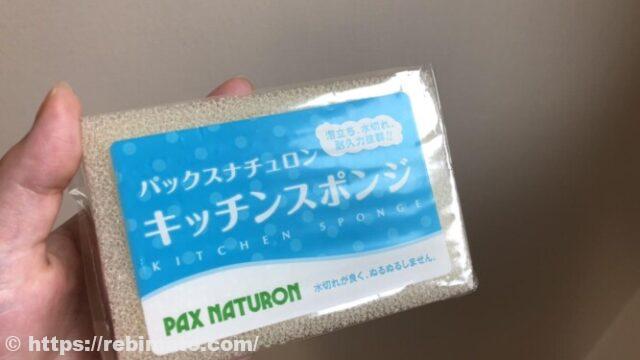 泡立ち、水切れ、
耐久力抜群!!
パックスナチュロン
キッチンスポンジ
KITCHEN SPONGE
水切れが良く、ぬるぬるしません。
PAX NATURON
© https://rebimato.com/